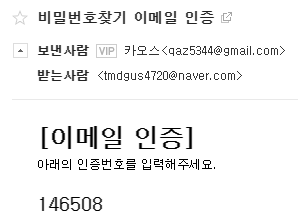 비밀번호찾기 이메일 인증
보낸사람 VIP 카오스<qaz5344@gmail.com>
받는사람 <tmdgus4720@naver.com>
[이메일 인증]
아래의 인증번호를 입력해주세요.
146508